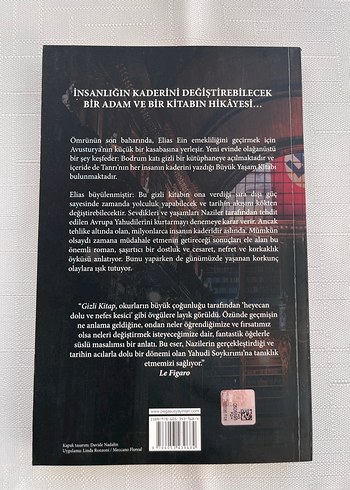 İNSANLIĞIN KADERİNİ DEĞİŞTİREBİLECEK
BİR ADAM VE BİR KİTABIN HİKÂYESİ…
Ömrünün son baharında, Elias Ein emekliliğini geçirmek için
Avusturya'nın küçük bir kasabasına yerleşir. Yeni evinde olağanüstü
bir şey keşfeder: Bodrum katı gizli bir kütüphaneye açılmaktadır ve
içeride de Tanrı'nın her insanın kaderini yazdığı Büyük Yaşam Kitabı
bulunmaktadır.
Elias büyülenmiştir: Bu gizli kitabın ona verdiği sıra dışı güç
sayesinde zamanda yolculuk yapabilecek ve tarihin akışını kökten
değiştirebilecektir. Sevdikleri ve yaşamları Naziler tarafından tehdit
edilen Avrupa Yahudilerini kurtarmayı denemeye karar verir. Ancak
tehlike altında olan, milyonlarca insanın kaderidir aslında. Mümkün
olsaydı zamana müdahale etmenin getireceği sonuçları ele alan bu
önemli roman, şaşırtıcı bir dostluk ve cesaret, nefret ve korkaklık
öyküsü anlatıyor. Bunu yaparken de günümüzde yaşanan korkunç
olaylara ışık tutuyor.
"Gizli Kitap, okurların büyük çoğunluğu tarafından 'heyecan
dolu ve nefes kesici' gibi övgülere layık görüldü. Özünde geçmişin
ne anlama geldiğine, ondan neler öğrendiğimize ve fırsatımız
olsa neleri değiştirmek isteyeceğimize dair, fantastik öğelerle
süslü masalımsı bir anlatı. Bu eser, Nazilerin gerçekleştirdiği ve
tarihin acılarla dolu bir dönemi olan Yahudi Soykırımı'na tanıklık
etmemizi sağlıyor."
Le Figaro
Kapak tasarım: Davide Nadalin